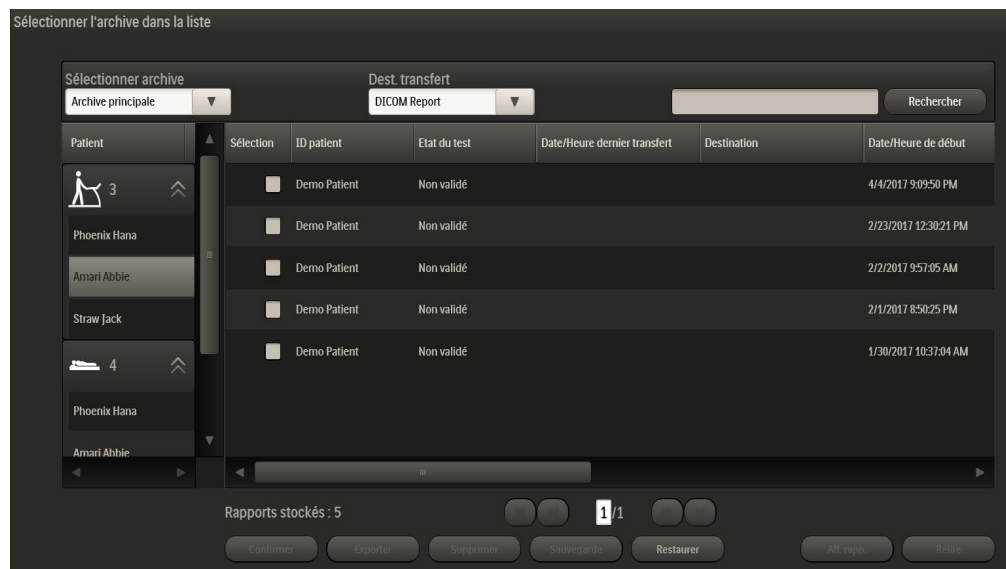 Sélectionner l'archive dans la liste
Sélectionner archive Dest. transfert
Archive principale DICOM Report Rechercher
Patient Sélection ID patient Etat du test Date/Heure dernier transfert Destination Date/Heure de début
3 Demo Patient Non validé 4/4/2017 9:09:50 PM
Phoenix Hana Demo Patient Non validé 2/23/2017 12:30:21 PM
Amari Abbie Demo Patient Non validé 2/2/2017 9:57:05 AM
Straw Jack Demo Patient Non validé 2/1/2017 8:50:25 PM
4 Demo Patient Non validé 1/30/2017 10:37:04 AM
Phoenix Hana
Amari Abbie
Rapports stockés : 5 1 /1
Confirmer Exporter Supprimer Sauvegarde Restaurer Aff. rapp. Relire